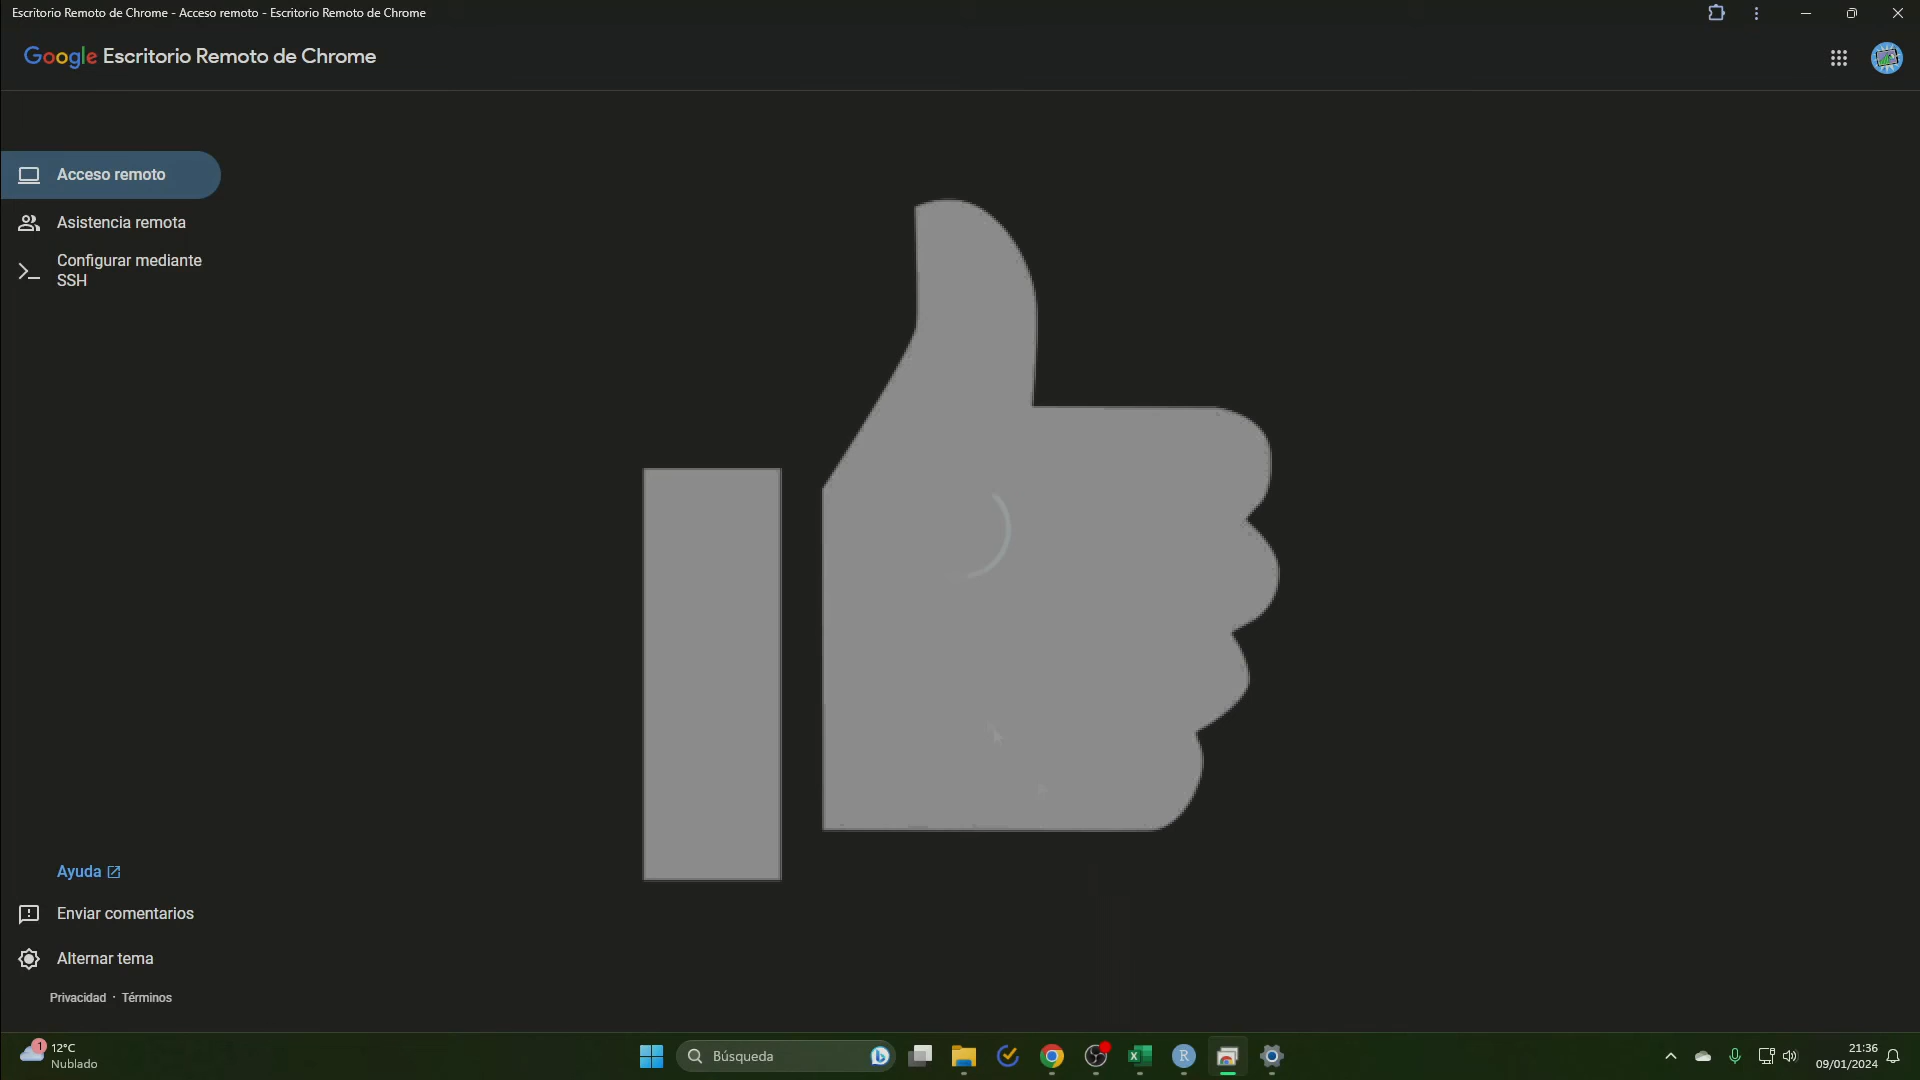 Escritorio Remoto de Chrome - Acceso remoto - Escritorio Remoto de Chrome
Google Escritorio Remoto de Chrome
Acceso remoto
Asistencia remota
Configurar mediante
SSH
Ayuda
Enviar comentarios
Alternar tema
Privacidad · Términos
1
12°C
Nublado
Búsqueda
R
21:36
09/01/2024